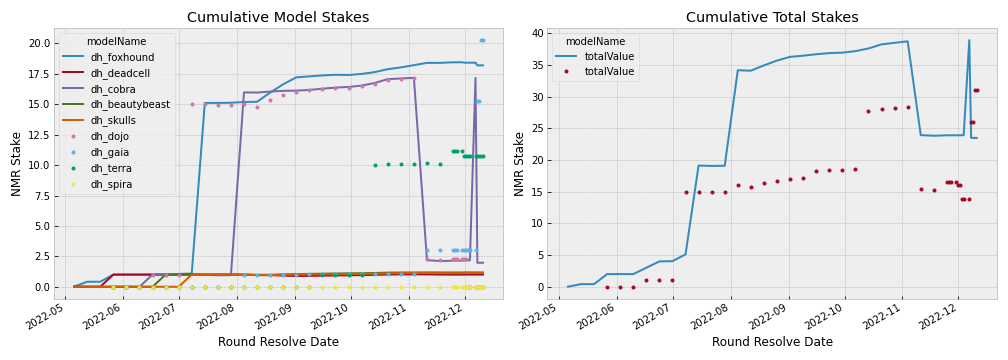 Cumulative Model Stakes
NMR Stake
20.0
17.5
15.0
12.5
10.0
7.5
5.0
2.5
0.0
modelName
dh_foxhound
dh_deadcell
dh_cobra
dh_beautybeast
dh_skulls
dh_dojo
dh_gaia
dh_terra
dh_spira
2022-05
2022-06
2022-07
2022-08
2022-09
2022-10
2022-11
2022-12
Round Resolve Date
Cumulative Total Stakes
NMR Stake
40
35
30
25
20
15
10
5
0
modelName
totalValue
totalValue
2022-05
2022-06
2022-07
2022-08
2022-09
2022-10
2022-11
2022-12
Round Resolve Date